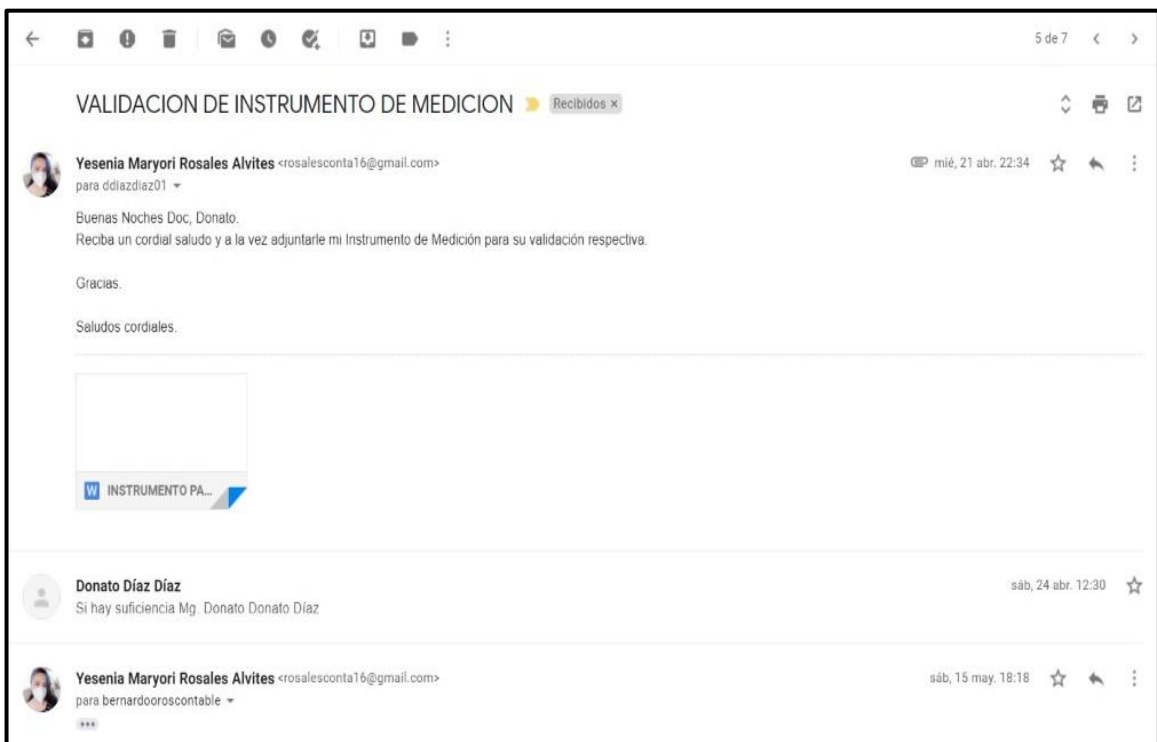 5 de 7
VALIDACION DE INSTRUMENTO DE MEDICION Recibidos ×
Yesenia Maryori Rosales Alvites <rosalesconta16@gmail.com> mié, 21 abr. 22:34
para ddiazdiaz01
Buenas Noches Doc, Donato.
Reciba un cordial saludo y a la vez adjuntarle mi Instrumento de Medición para su validación respectiva.
Gracias.
Saludos cordiales.
W INSTRUMENTO PA...
Donato Díaz Díaz sáb, 24 abr. 12:30
Si hay suficiencia Mg. Donato Donato Díaz
Yesenia Maryori Rosales Alvites <rosalesconta16@gmail.com> sáb, 15 may. 18:18
para bernardooroscontable